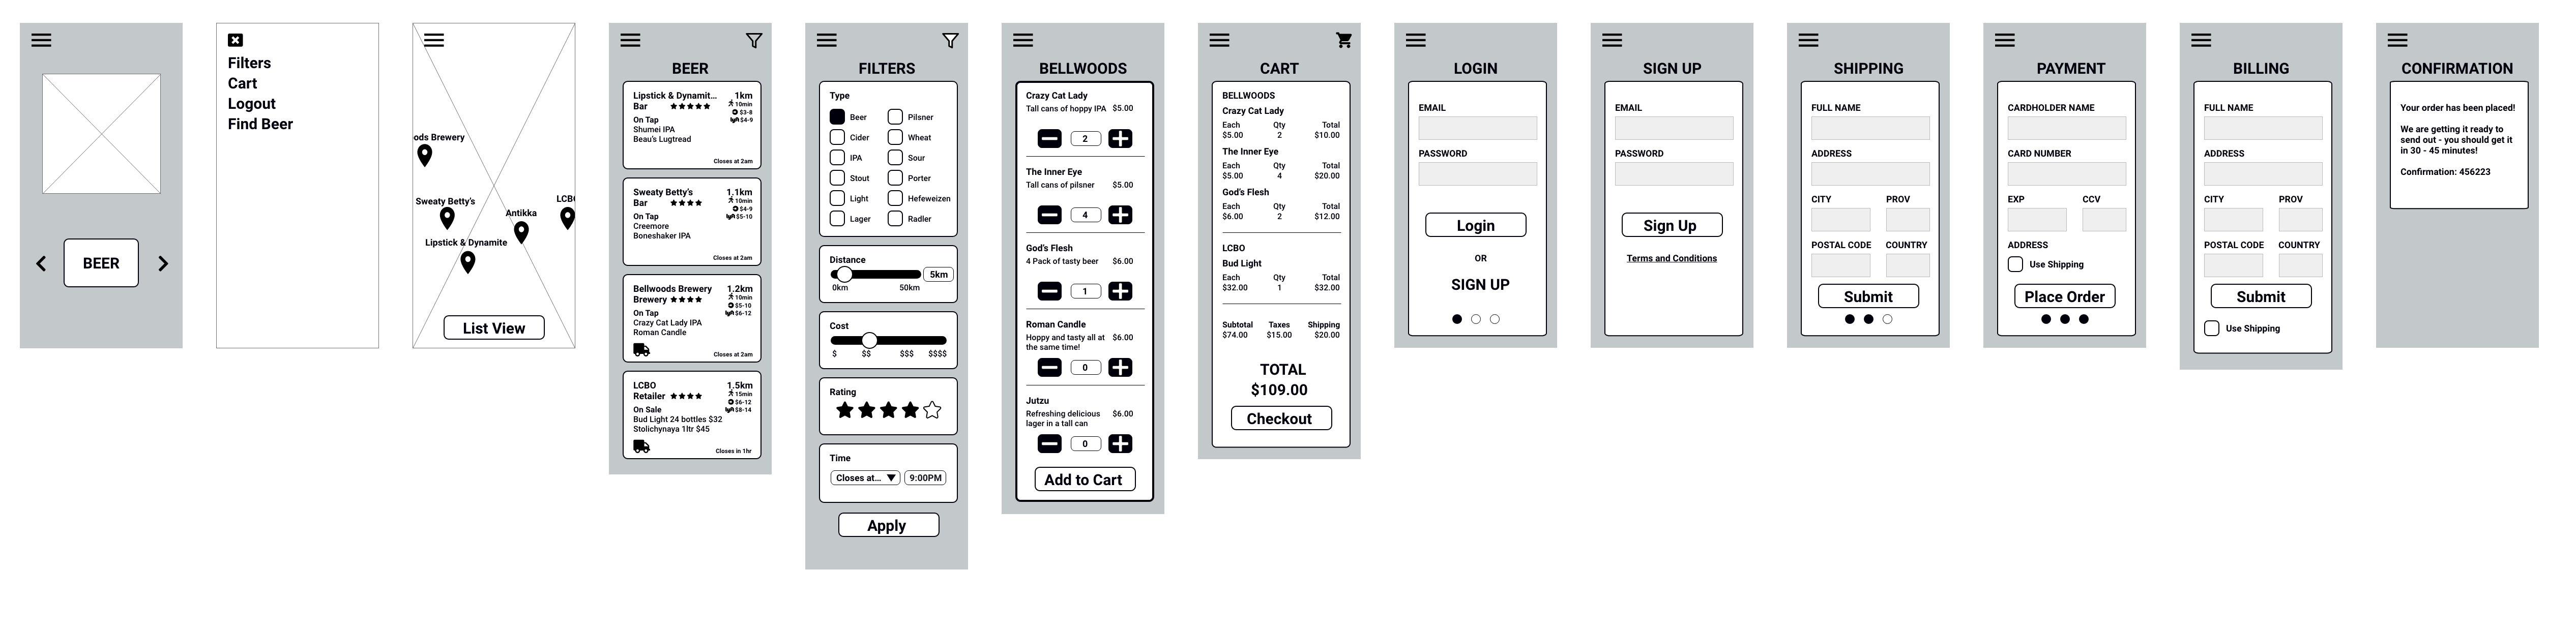 BEER
Filters
Cart
Logout
Find Beer
ods Brewery
Sweaty Betty's
LCB
Antikka
Lipstick & Dynamite
List View
BEER
Lipstick & Dynamit... 1km
Bar 10min
$3-8
On Tap $4-9
Shumei IPA
Beau's Lugtread
Closes at 2am
Sweaty Betty's 1.1km
Bar 10min
$4-9
On Tap $5-10
Creemore
Boneshaker IPA
Closes at 2am
Bellwoods Brewery 1.2km
Brewery 10min
$5-10
On Tap $6-12
Crazy Cat Lady IPA
Roman Candle
Closes at 2am
LCBO 1.5km
Retailer 15min
$6-12
On Sale $8-14
Bud Light 24 bottles $32
Stolichynaya 1ltr $45
Closes in 1hr
FILTERS
Type
Beer Pilsner
Cider Wheat
IPA Sour
Stout Porter
Light Hefeweizen
Lager Radler
Distance
5km
0km 50km
Cost
$ $$ $$$ $$$$
Rating
Time
Closes at... 9:00PM
Apply
BELLWOODS
Crazy Cat Lady
Tall cans of hoppy IPA $5.00
2
The Inner Eye
Tall cans of pilsner $5.00
4
God's Flesh
4 Pack of tasty beer $6.00
1
Roman Candle
Hoppy and tasty all at $6.00
the same time!
0
Jutzu
Refreshing delicious $6.00
lager in a tall can
0
Add to Cart
CART
BELLWOODS
Crazy Cat Lady
Each Qty Total
$5.00 2 $10.00
The Inner Eye
Each Qty Total
$5.00 4 $20.00
God's Flesh
Each Qty Total
$6.00 2 $12.00
LCBO
Bud Light
Each Qty Total
$32.00 1 $32.00
Subtotal Taxes Shipping
$74.00 $15.00 $20.00
TOTAL
$109.00
Checkout
LOGIN
EMAIL
PASSWORD
Login
OR
SIGN UP
SIGN UP
EMAIL
PASSWORD
Sign Up
Terms and Conditions
SHIPPING
FULL NAME
ADDRESS
CITY PROV
POSTAL CODE COUNTRY
Submit
PAYMENT
CARDHOLDER NAME
CARD NUMBER
EXP CCV
ADDRESS
Use Shipping
Place Order
BILLING
FULL NAME
ADDRESS
CITY PROV
POSTAL CODE COUNTRY
Submit
Use Shipping
CONFIRMATION
Your order has been placed!
We are getting it ready to
send out - you should get it
in 30 - 45 minutes!
Confirmation: 456223